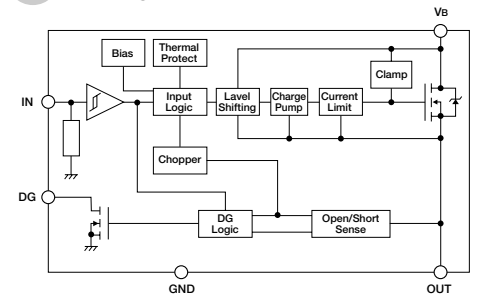 VB
Bias
Thermal
Protect
Clamp
IN
Input
Logic
Lavel
Shifting
Charge
Pump
Current
Limit
Chopper
DG
DG
Logic
Open/Short
Sense
GND
OUT